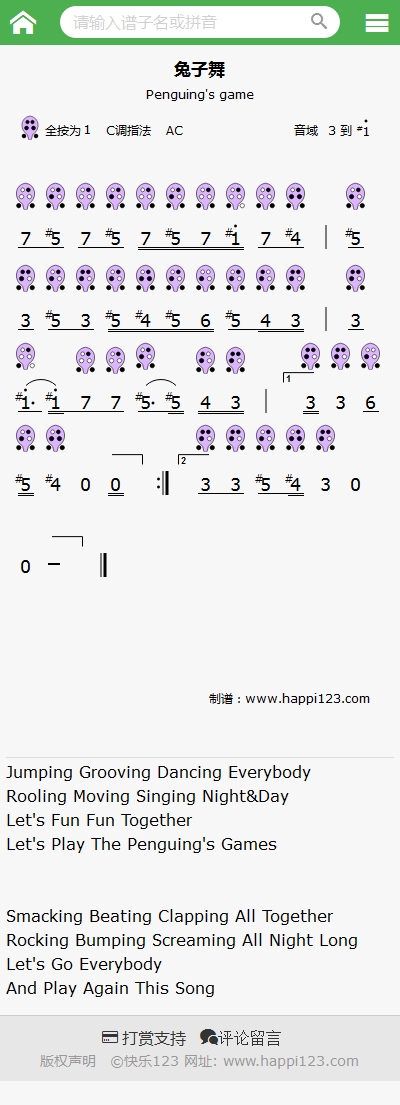 请输入谱子名或拼音
兔子舞
Penguing's game
全按为 1 C调指法 AC 音域 3 到 #1̇
7 #5 7 #5 7 #5 7 #1̇ 7 #4 | #5
3 #5 3 #5 #4 #5 6 #5 4 3 | 3
#1̇· #1̇ 7 7 #5· #5 4 3 | 1 3 3 6
#5 #4 0 0 :‖ 2 3 3 #5 #4 3 0
0 – ‖
制谱：www.happi123.com
Jumping Grooving Dancing Everybody
Rooling Moving Singing Night&Day
Let's Fun Fun Together
Let's Play The Penguing's Games
Smacking Beating Clapping All Together
Rocking Bumping Screaming All Night Long
Let's Go Everybody
And Play Again This Song
打赏支持 评论留言
版权声明 ©快乐123 网址: www.happi123.com